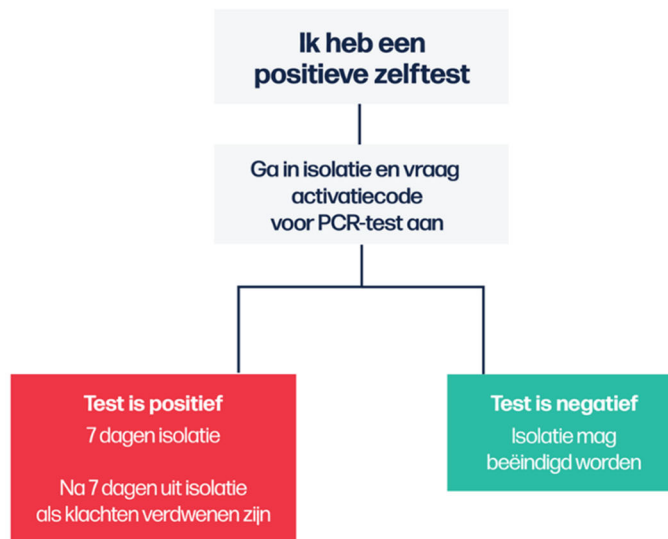 Ik heb een
positieve zelftest
Ga in isolatie en vraag
activatiecode
voor PCR-test aan
Test is positief
7 dagen isolatie
Na 7 dagen uit isolatie
als klachten verdwenen zijn
Test is negatief
Isolatie mag
beëindigd worden